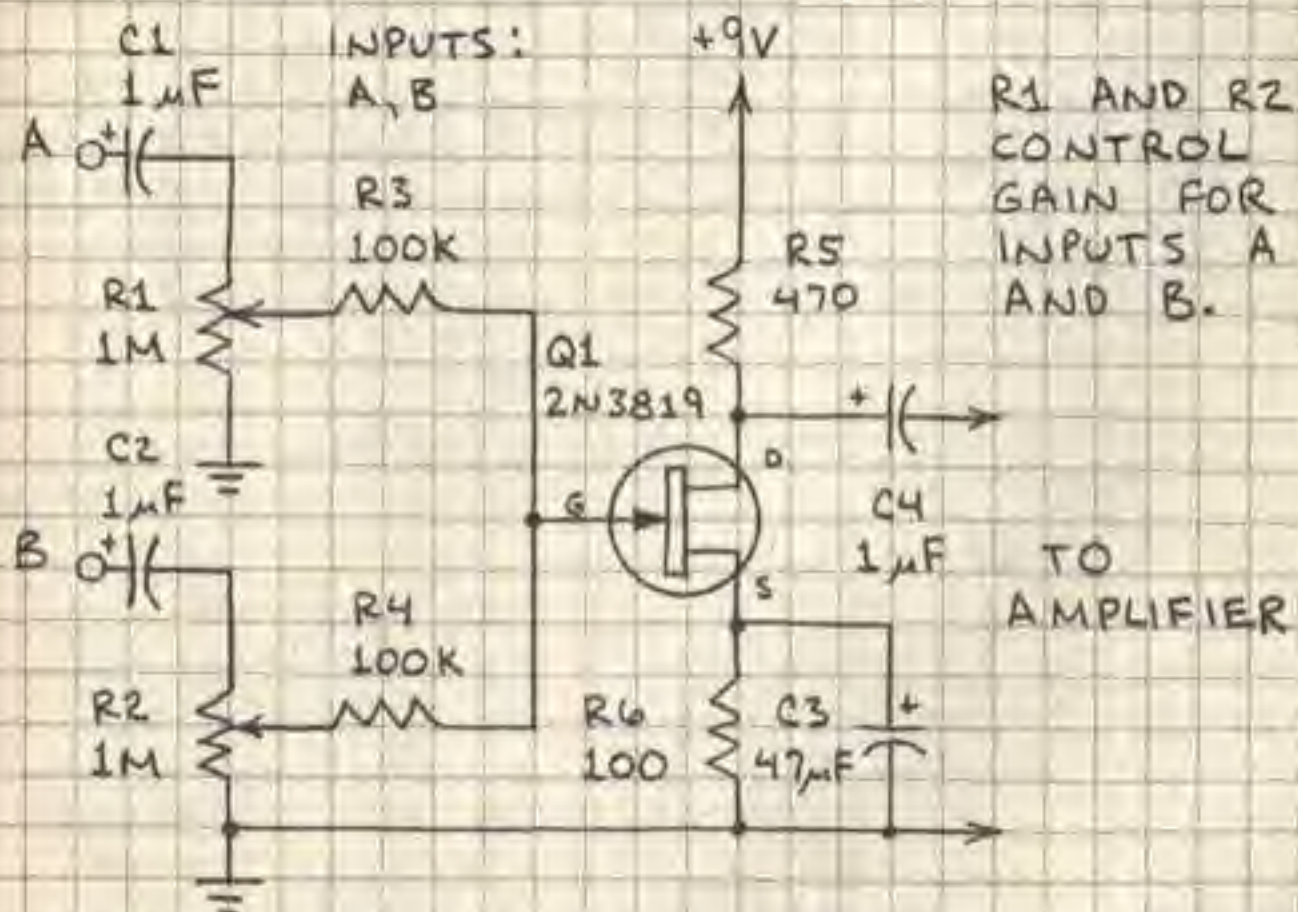 C1
1µF
INPUTS:
A, B
+9V
R1 AND R2
CONTROL
GAIN FOR
INPUTS A
AND B.
A
+
R3
100K
R1
1M
R5
470
Q1
2N3819
+
D
G
S
C4
1µF
TO
AMPLIFIER
C2
1µF
B
+
R4
100K
R2
1M
R6
100
C3
47µF
+